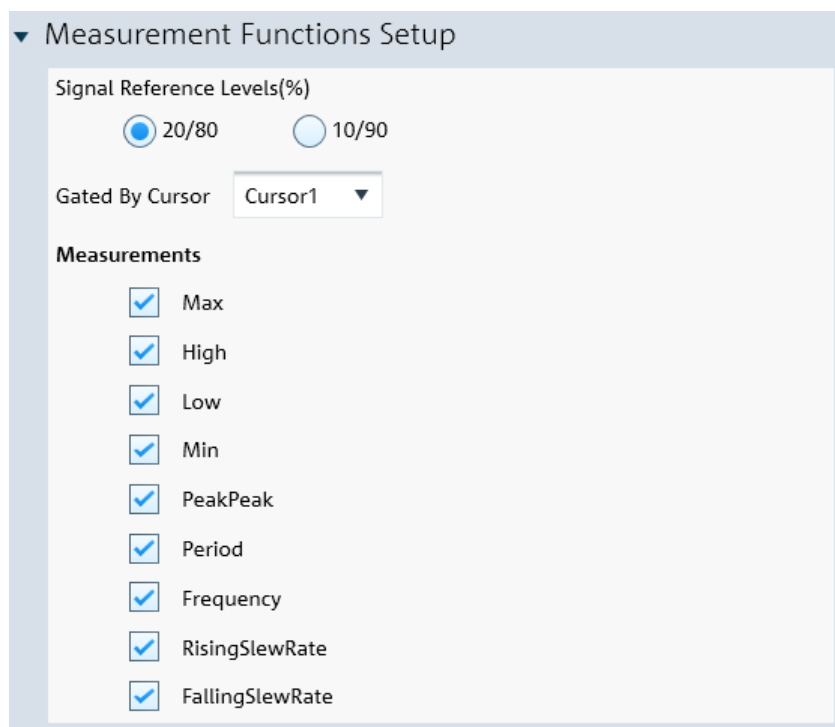 Measurement Functions Setup
Signal Reference Levels(%)
20/80 10/90
Gated By Cursor Cursor1
Measurements
Max
High
Low
Min
PeakPeak
Period
Frequency
RisingSlewRate
FallingSlewRate